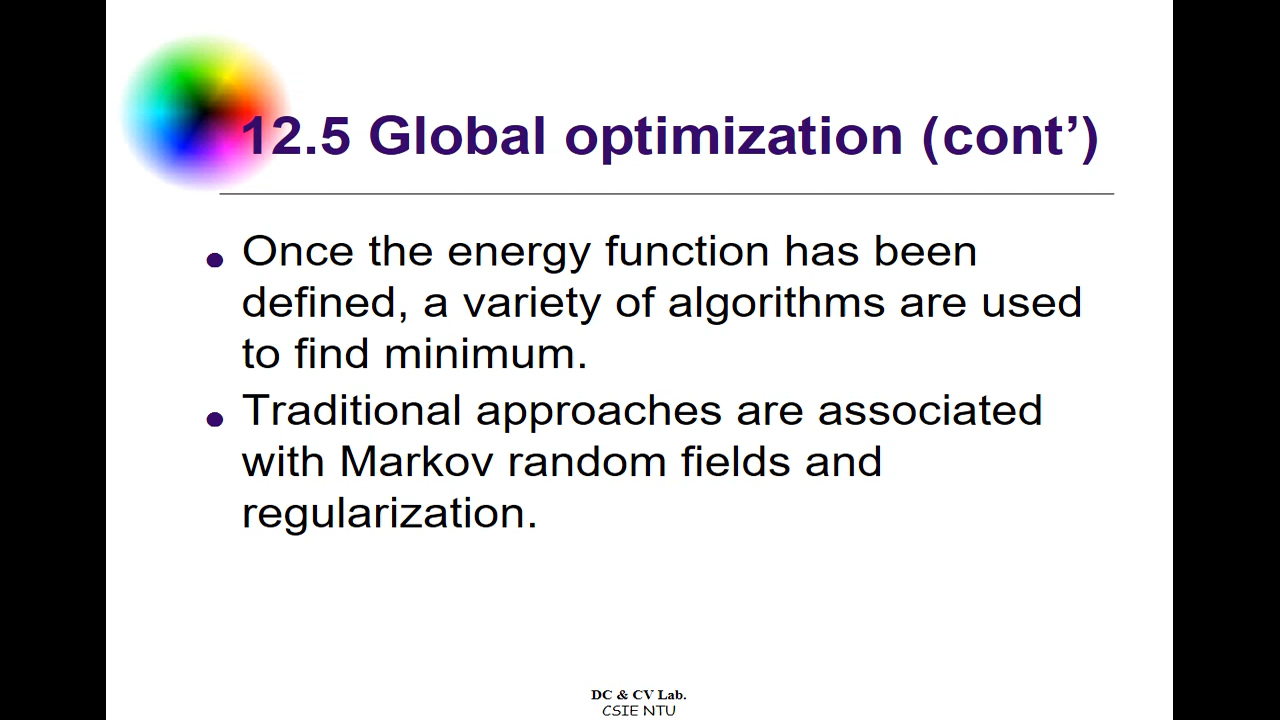 12.5 Global optimization (cont’)
Once the energy function has been
defined, a variety of algorithms are used
to find minimum.
Traditional approaches are associated
with Markov random fields and
regularization.
DC & CV Lab.
CSIE NTU